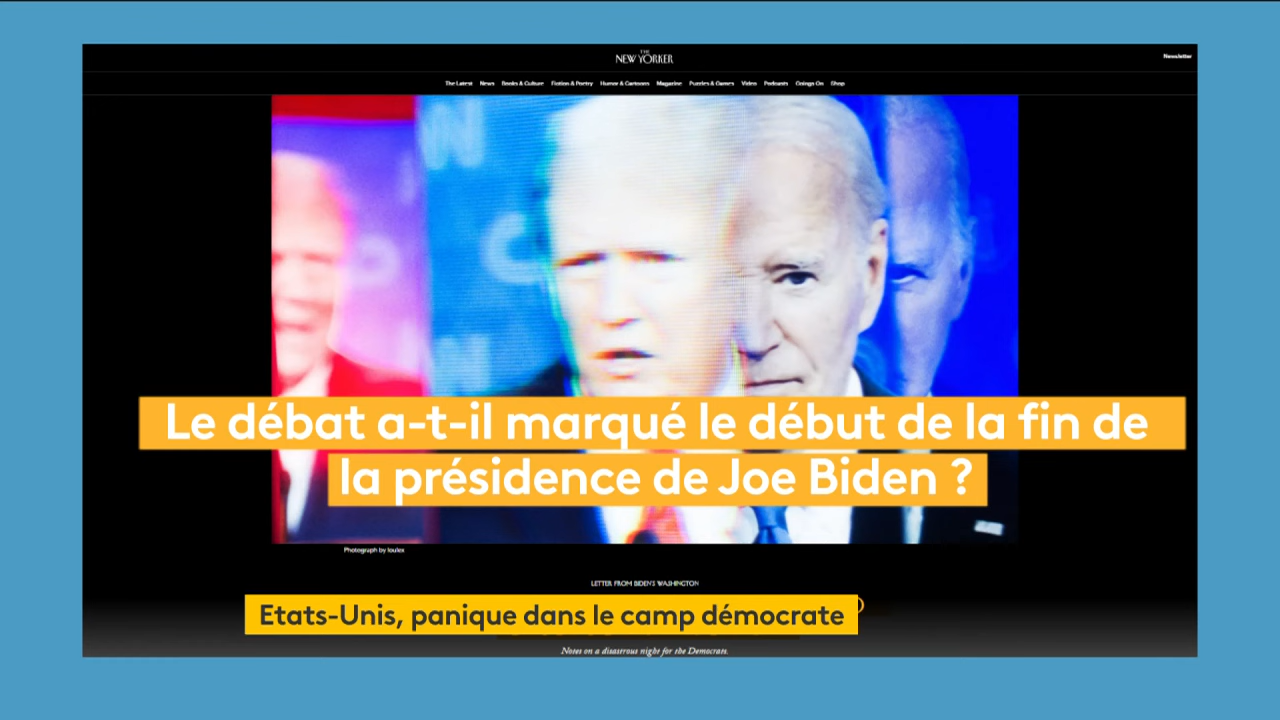 THE
NEW YORKER
Newsletter
The Latest News Books & Culture Fiction & Poetry Humor & Cartoons Magazine Puzzles & Games Video Podcasts Goings On Shop
Le débat a-t-il marqué le début de la fin de
la présidence de Joe Biden ?
Photograph by
LETTER FROM BIDEN'S WASHINGTON
Etats-Unis, panique dans le camp démocrate
Notes on a disastrous night for the Democrats.